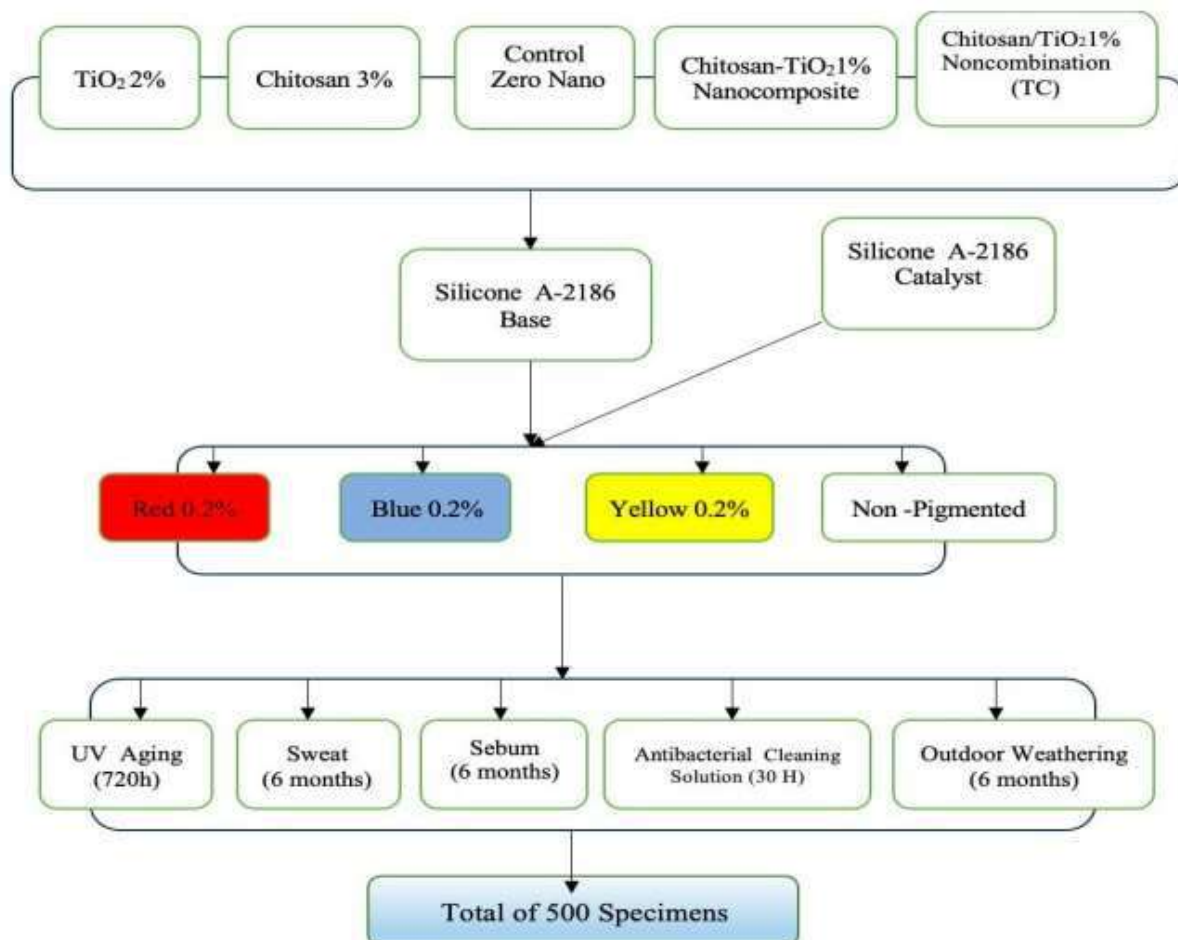 TiO₂ 2%
Chitosan 3%
Control
Zero Nano
Chitosan-TiO₂1%
Nanocomposite
Chitosan/TiO₂1%
Noncombination
(TC)
Silicone A-2186
Base
Silicone A-2186
Catalyst
Red 0.2%
Blue 0.2%
Yellow 0.2%
Non -Pigmented
UV Aging
(720h)
Sweat
(6 months)
Sebum
(6 months)
Antibacterial Cleaning
Solution (30 H)
Outdoor Weathering
(6 months)
Total of 500 Specimens